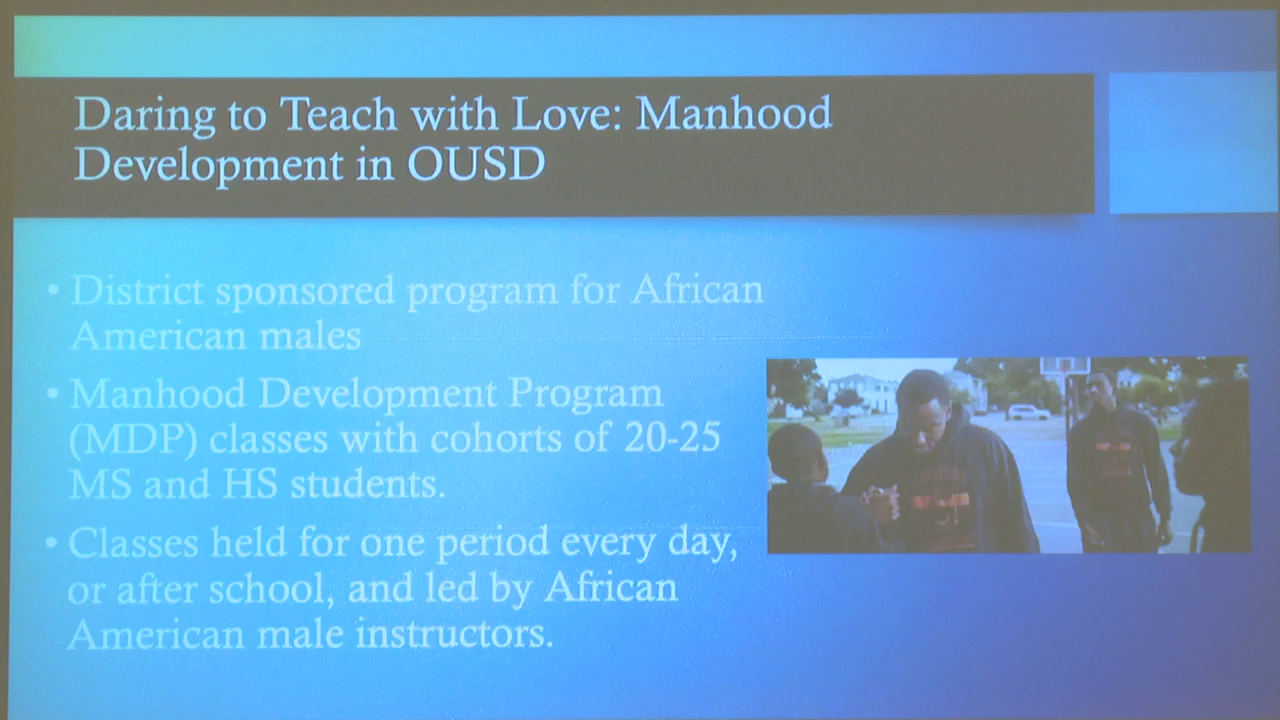 Daring to Teach with Love: Manhood
Development in OUSD
• District sponsored program for African
American males
• Manhood Development Program
(MDP) classes with cohorts of 20-25
MS and HS students.
• Classes held for one period every day,
or after school, and led by African
American male instructors.